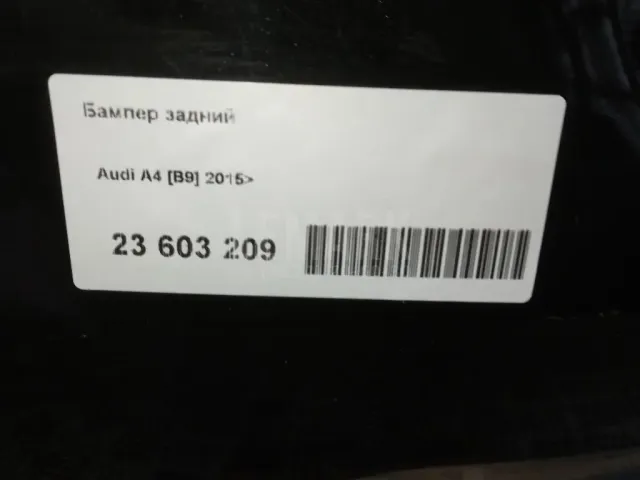 Бампер задний
Audi A4 [B9] 2015>
23 603 209